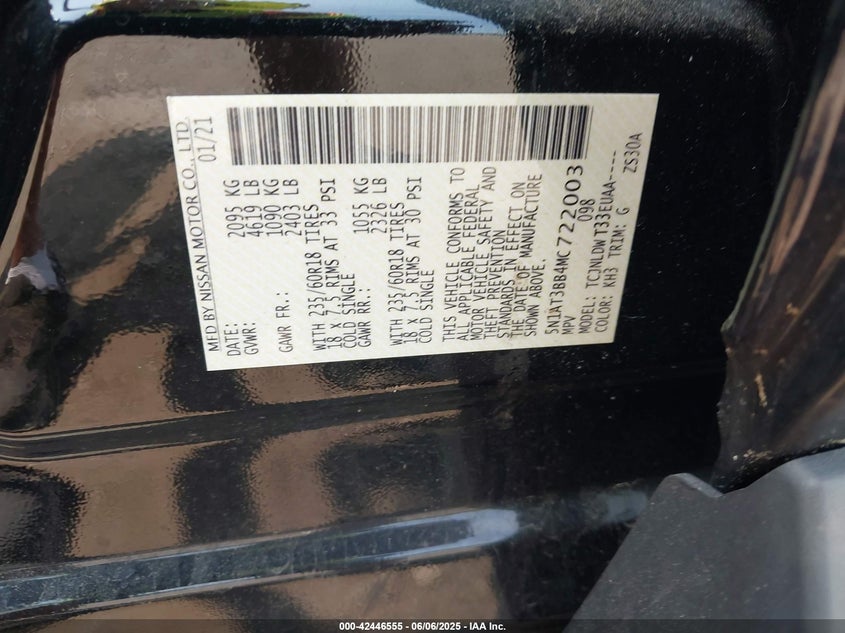 MFD BY NISSAN MOTOR CO., LTD.
DATE: 01/21
GVWR: 2095 KG
4619 LB
GAWR FR.: 1090 KG
2403 LB
WITH 235/60R18 TIRES
18 X 7.5 RIMS AT 33 PSI
COLD SINGLE
GAWR RR.: 1055 KG
2326 LB
WITH 235/60R18 TIRES
18 X 7.5 RIMS AT 30 PSI
COLD SINGLE
THIS VEHICLE CONFORMS TO
ALL APPLICABLE FEDERAL
MOTOR VEHICLE SAFETY AND
THEFT PREVENTION
STANDARDS IN EFFECT ON
THE DATE OF MANUFACTURE
SHOWN ABOVE.
5N1AT3BB4MC722003
MPV 098
MODEL: TCJNLDW T33EUAA----
COLOR: KH3 TRIM: G ZS30A
000-42446555 - 06/06/2025 - IAA Inc.